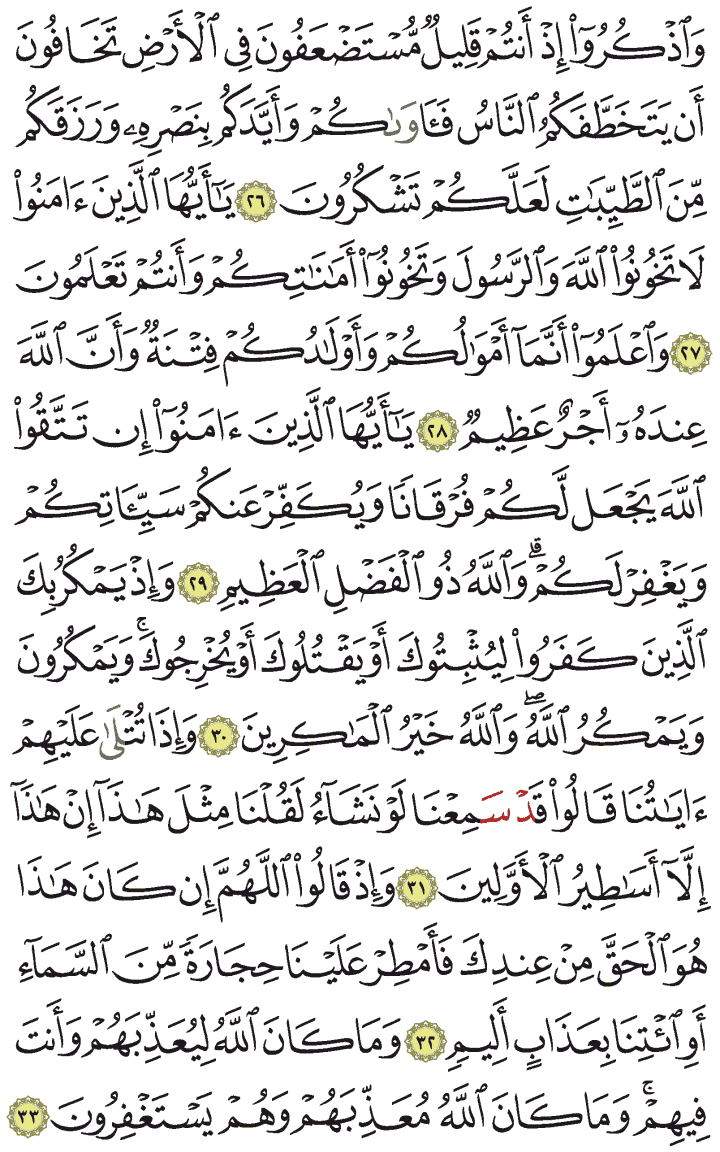 وَٱذْكُرُوٓا۟ إِذْ أَنتُمْ قَلِيلٌ مُّسْتَضْعَفُونَ فِى ٱلْأَرْضِ تَخَافُونَ
أَن يَتَخَطَّفَكُمُ ٱلنَّاسُ فَـَٔاوَىٰكُمْ وَأَيَّدَكُم بِنَصْرِهِۦ وَرَزَقَكُم
مِّنَ ٱلطَّيِّبَـٰتِ لَعَلَّكُمْ تَشْكُرُونَ ٢٦ يَـٰٓأَيُّهَا ٱلَّذِينَ ءَامَنُوا۟
لَا تَخُونُوا۟ ٱللَّهَ وَٱلرَّسُولَ وَتَخُونُوٓا۟ أَمَـٰنَـٰتِكُمْ وَأَنتُمْ تَعْلَمُونَ
٢٧ وَٱعْلَمُوٓا۟ أَنَّمَآ أَمْوَٰلُكُمْ وَأَوْلَـٰدُكُمْ فِتْنَةٌ وَأَنَّ ٱللَّهَ
عِندَهُۥٓ أَجْرٌ عَظِيمٌ ٢٨ يَـٰٓأَيُّهَا ٱلَّذِينَ ءَامَنُوٓا۟ إِن تَتَّقُوا۟
ٱللَّهَ يَجْعَل لَّكُمْ فُرْقَانًا وَيُكَفِّرْ عَنكُمْ سَيِّـَٔاتِكُمْ
وَيَغْفِرْ لَكُمْ ۗ وَٱللَّهُ ذُو ٱلْفَضْلِ ٱلْعَظِيمِ ٢٩ وَإِذْ يَمْكُرُ بِكَ
ٱلَّذِينَ كَفَرُوا۟ لِيُثْبِتُوكَ أَوْ يَقْتُلُوكَ أَوْ يُخْرِجُوكَ ۚ وَيَمْكُرُونَ
وَيَمْكُرُ ٱللَّهُ ۖ وَٱللَّهُ خَيْرُ ٱلْمَـٰكِرِينَ ٣٠ وَإِذَا تُتْلَىٰ عَلَيْهِمْ
ءَايَـٰتُنَا قَالُوا۟ قَدْ سَمِعْنَا لَوْ نَشَآءُ لَقُلْنَا مِثْلَ هَـٰذَآ إِنْ هَـٰذَآ
إِلَّآ أَسَـٰطِيرُ ٱلْأَوَّلِينَ ٣١ وَإِذْ قَالُوا۟ ٱللَّهُمَّ إِن كَانَ هَـٰذَا
هُوَ ٱلْحَقَّ مِنْ عِندِكَ فَأَمْطِرْ عَلَيْنَا حِجَارَةً مِّنَ ٱلسَّمَآءِ
أَوِ ٱئْتِنَا بِعَذَابٍ أَلِيمٍ ٣٢ وَمَا كَانَ ٱللَّهُ لِيُعَذِّبَهُمْ وَأَنتَ
فِيهِمْ ۚ وَمَا كَانَ ٱللَّهُ مُعَذِّبَهُمْ وَهُمْ يَسْتَغْفِرُونَ ٣٣